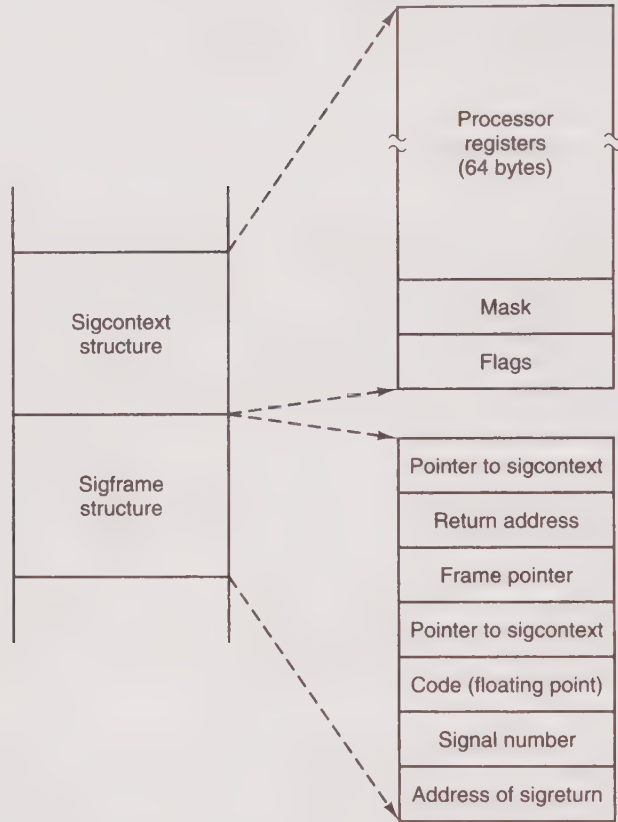 Processor
registers
(64 bytes)
Mask
Flags
Sigcontext
structure
Sigframe
structure
Pointer to sigcontext
Return address
Frame pointer
Pointer to sigcontext
Code (floating point)
Signal number
Address of sigreturn